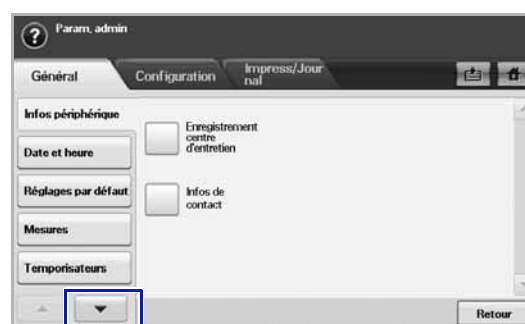 Param. admin
Général
Configuration
Impress/Jour
nal
Infos périphérique
Date et heure
Réglages par défaut
Mesures
Temporisateurs
Enregistrement
centre
d'entretien
Infos de
contact
Retour